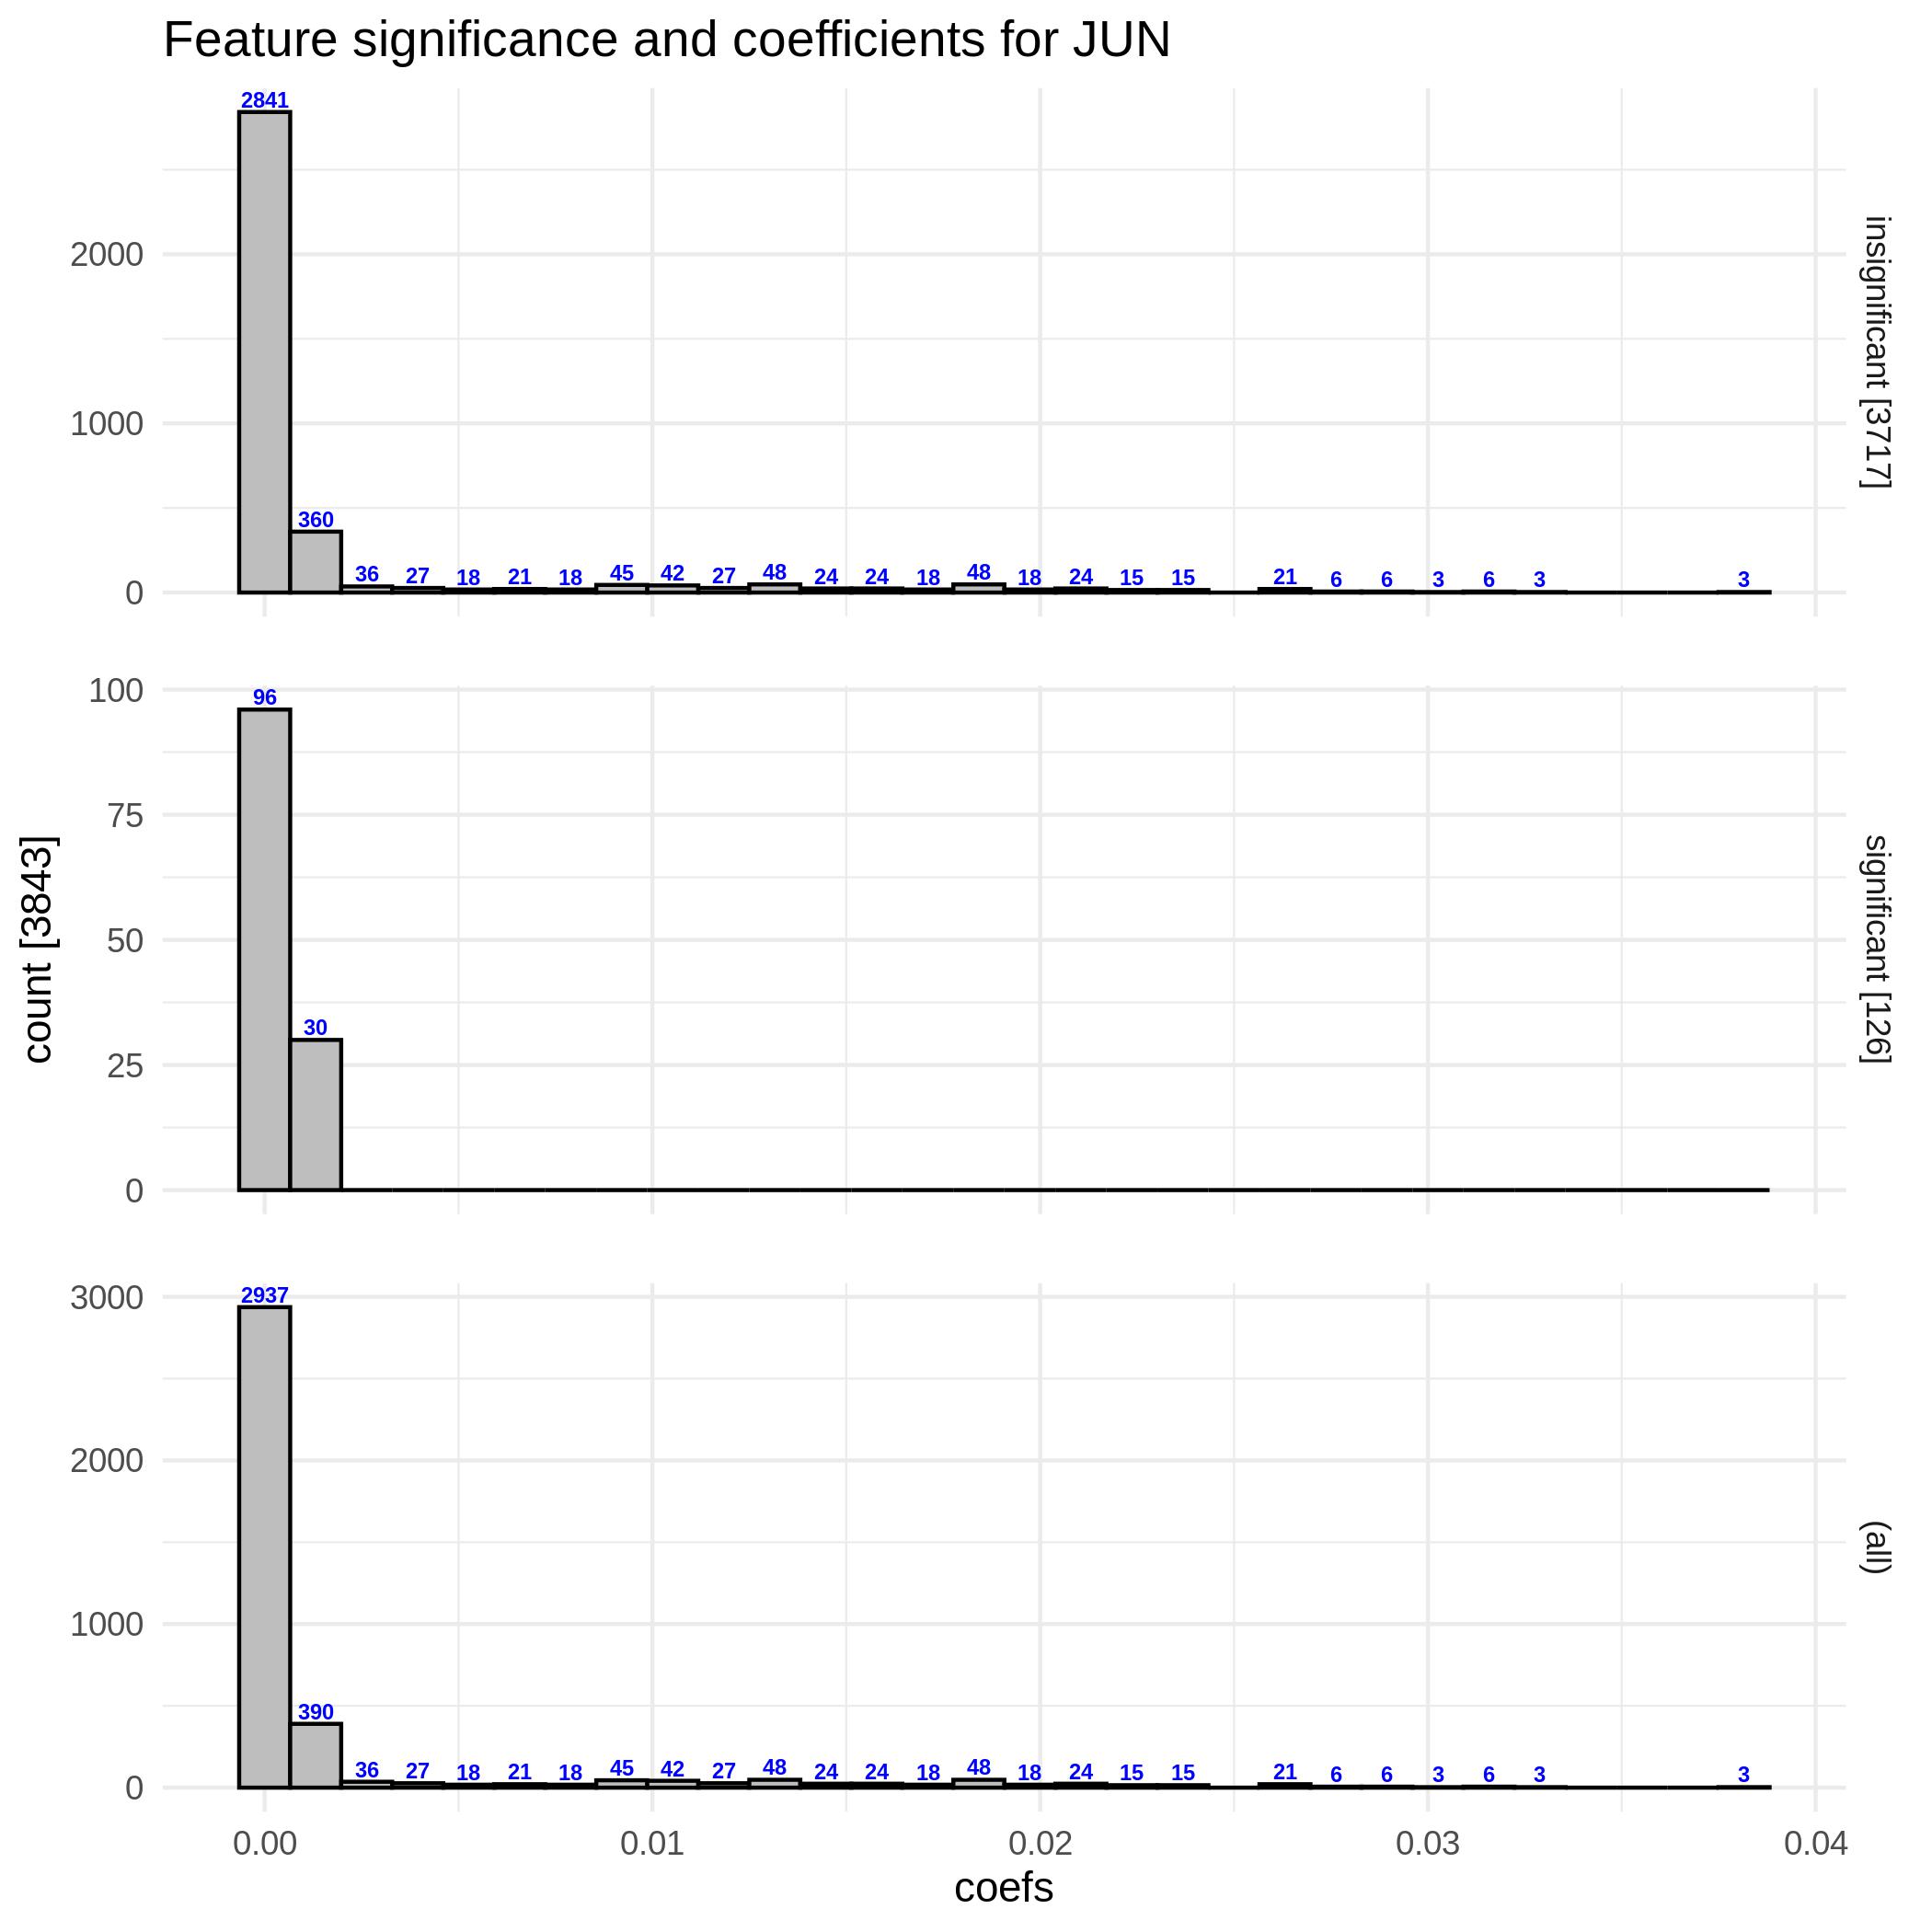 Feature significance and coefficients for JUN
2841
360
36 27 18 21 18 45 42 27 48 24 24 18 48 18 24 15 15 21 6 6 3 6 3 3
2000
1000
0
insignificant [3717]
96
30
100
75
50
25
0
count [3843]
significant [126]
2937
390
36 27 18 21 18 45 42 27 48 24 24 18 48 18 24 15 15 21 6 6 3 6 3 3
3000
2000
1000
0
(all)
0.00 0.01 0.02 0.03 0.04
coefs